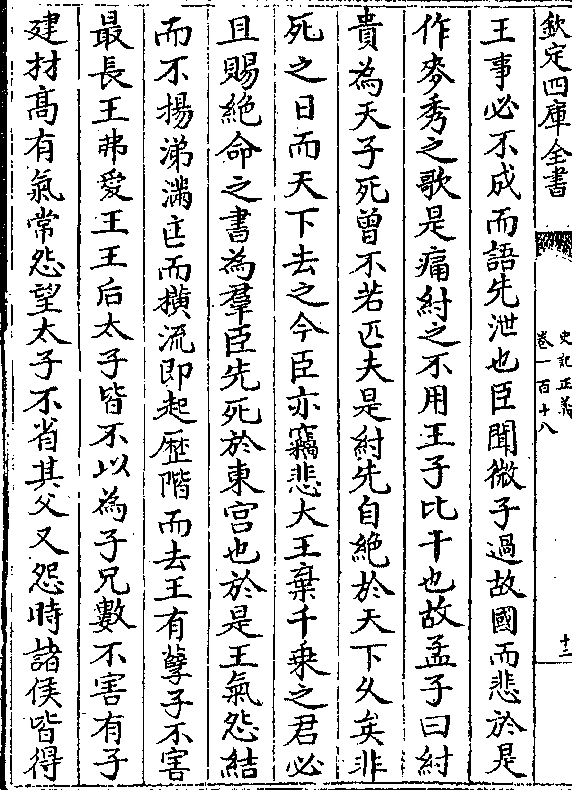 欽定四庫全書
史記正義
卷一百十八
十三
王事必不成而語先泄也臣聞微子過故國而悲於是
作麥秀之歌是痛紂之不用王子比干也故孟子曰紂
貴為天子死曾不若匹夫是紂先自絶於天下久矣非
死之日而天下去之今臣亦竊悲大王棄千乗之君必
且賜絶命之書為羣臣先死於東宫也於是王氣怨結
而不揚涕滿匡而横流即起歴階而去王有孽子不害
最長王弗愛王王后太子皆不以為子兄數不害有子
建材髙有氣常怨望太子不省其父又怨時諸侯皆得